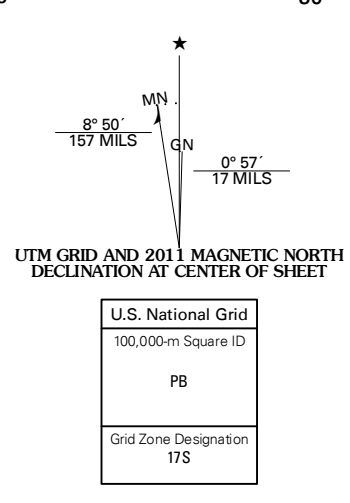 MN
8° 50´
157 MILS
GN
0° 57´
17 MILS
UTM GRID AND 2011 MAGNETIC NORTH
DECLINATION AT CENTER OF SHEET
U.S. National Grid
100,000-m Square ID
PB
Grid Zone Designation
17S